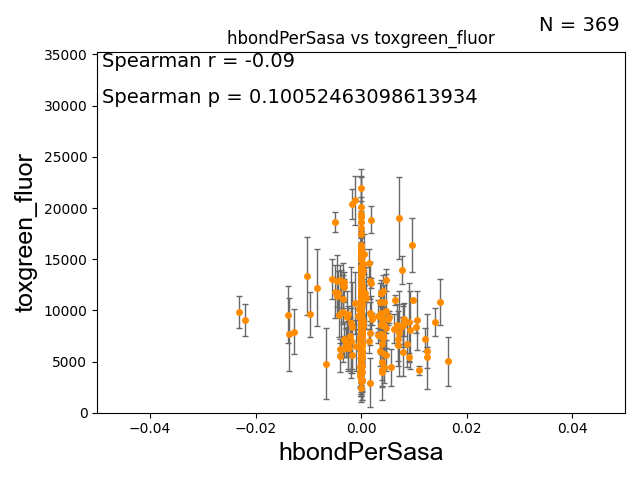 N = 369
hbondPerSasa vs toxgreen_fluor
Spearman r = -0.09
Spearman p = 0.10052463098613934
35000
30000
25000
20000
15000
10000
5000
0
toxgreen_fluor
−0.04 −0.02 0.00 0.02 0.04
hbondPerSasa